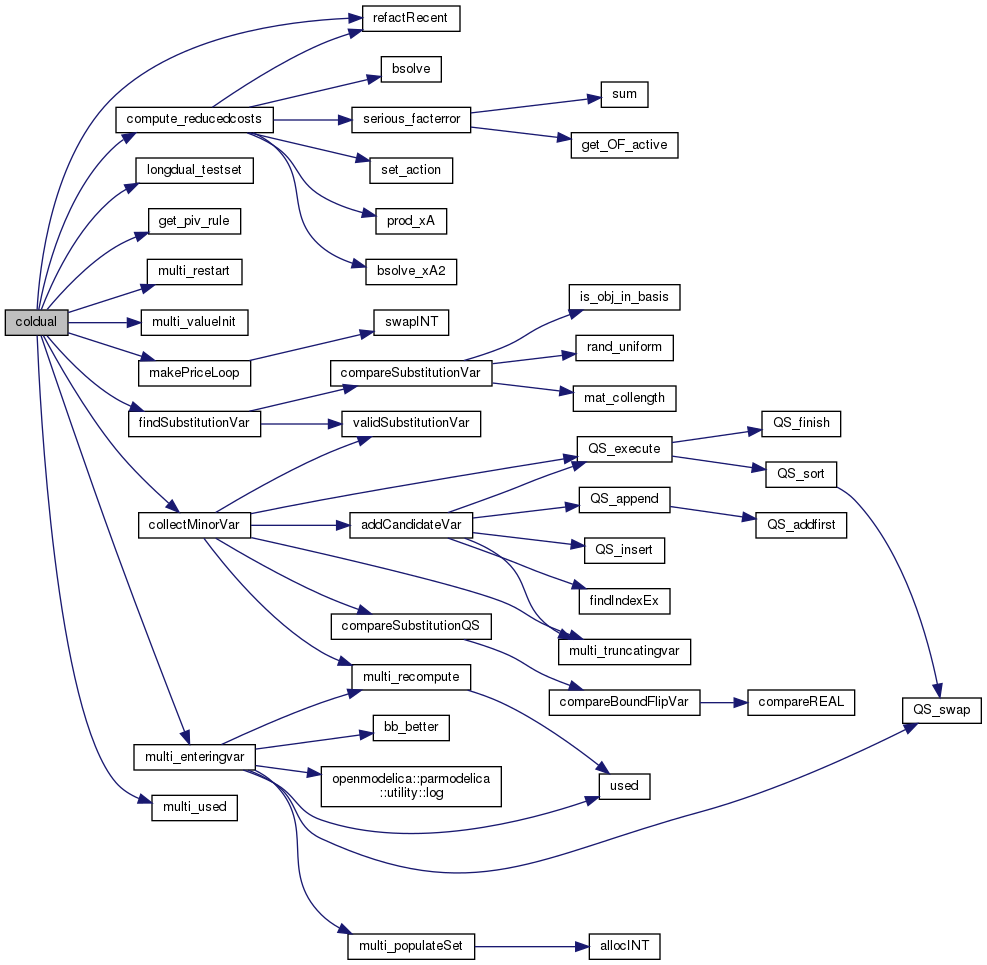 refactRecent
bsolve
sum
compute_reducedcosts
serious_facterror
get_OF_active
longdual_testset
set_action
get_piv_rule
prod_xA
multi_restart
bsolve_xA2
is_obj_in_basis
coldual
multi_valueInit
swapINT
rand_uniform
makePriceLoop
compareSubstitutionVar
mat_collength
findSubstitutionVar
validSubstitutionVar
QS_finish
QS_execute
QS_sort
QS_append
collectMinorVar
addCandidateVar
QS_addfirst
QS_insert
findIndexEx
compareSubstitutionQS
multi_truncatingvar
multi_recompute
compareBoundFlipVar
compareREAL
QS_swap
bb_better
multi_enteringvar
openmodelica::parmodelica
::utility::log
used
multi_used
multi_populateSet
allocINT